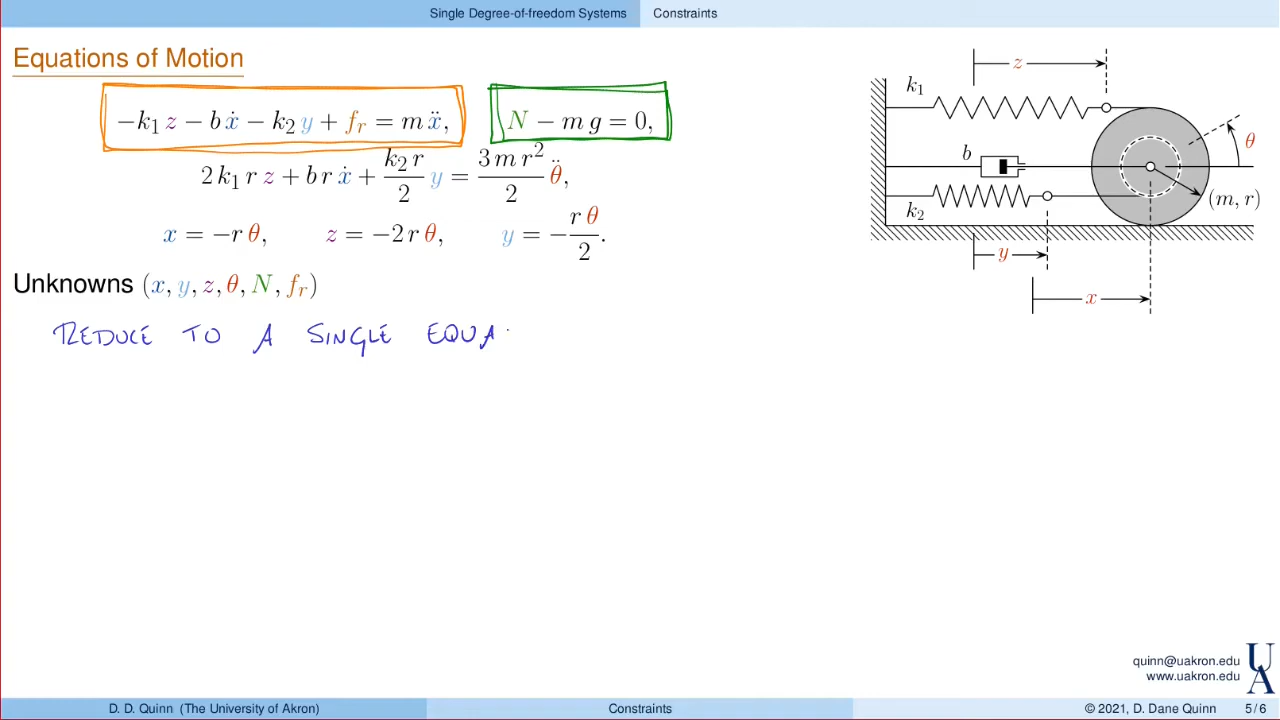 Single Degree-of-freedom Systems Constraints
Equations of Motion
−k₁ z − b ẋ − k₂ y + fᵣ = m ẍ, N − m g = 0,
2 k₁ r z + b r ẋ + k₂ r / 2 y = 3 m r² / 2 θ̈,
x = −r θ, z = −2 r θ, y = − r θ / 2 .
Unknowns (x, y, z, θ, N, fᵣ)
REDUCE TO A SINGLE EQUA
z
k₁
θ
b
(m, r)
k₂
y
x
U
A
quinn@uakron.edu
www.uakron.edu
D. D. Quinn (The University of Akron) Constraints © 2021, D. Dane Quinn 5 / 6